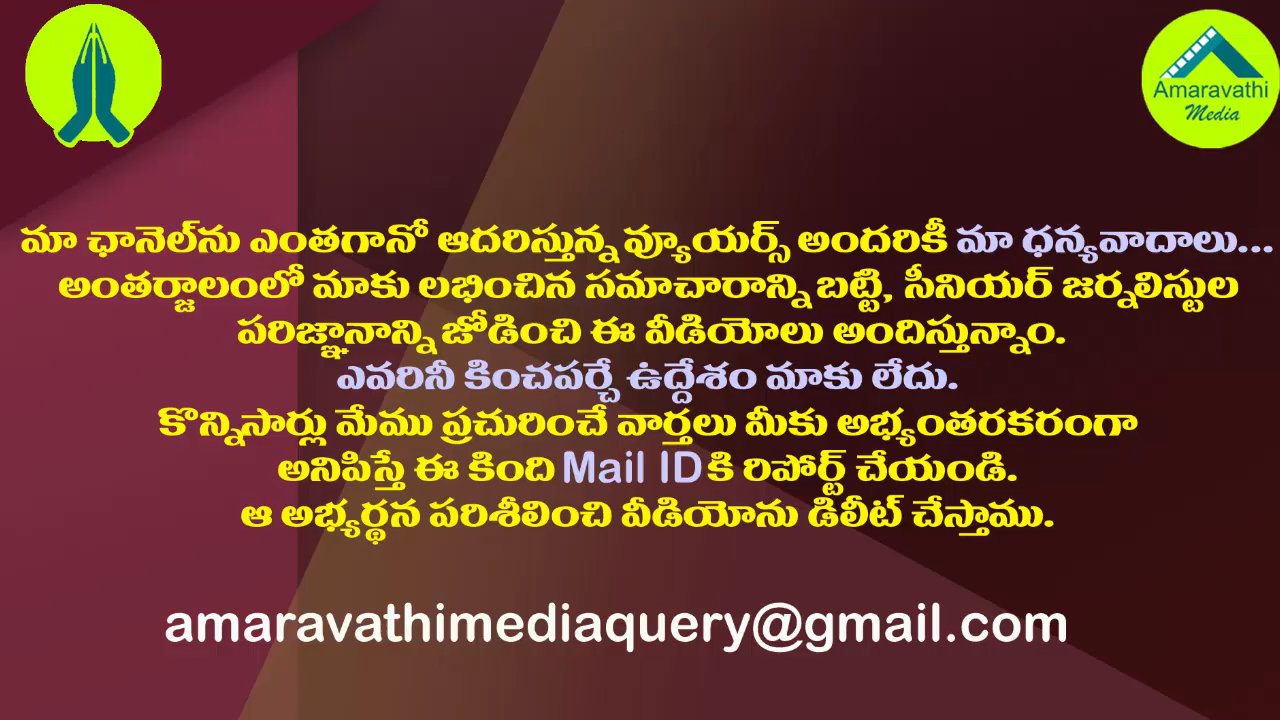 Amaravathi
Media
మా ఛానెల్‌ను ఎంతగానో ఆదరిస్తున్న వ్యూయర్స్ అందరికీ మా ధన్యవాదాలు...
అంతర్జాలంలో మాకు లభించిన సమాచారాన్ని బట్టి, సీనియర్ జర్నలిస్టుల
పరిజ్ఞానాన్ని జోడించి ఈ వీడియోలు అందిస్తున్నాం.
ఎవరినీ కించపర్చే ఉద్దేశం మాకు లేదు.
కొన్నిసార్లు మేము ప్రచురించే వార్తలు మీకు అభ్యంతరకరంగా
అనిపిస్తే ఈ కింది Mail ID కి రిపోర్ట్ చేయండి.
ఆ అభ్యర్థన పరిశీలించి వీడియోను డిలీట్ చేస్తాము.
amaravathimediaquery@gmail.com